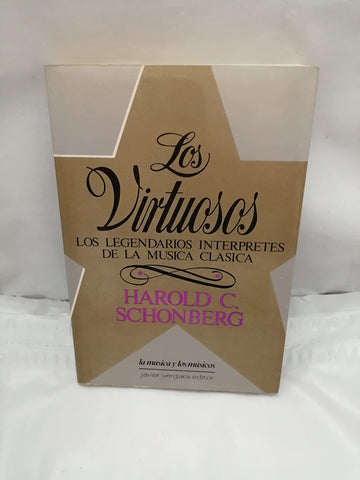 Los
Virtuosos
LOS LEGENDARIOS INTERPRETES
DE LA MUSICA CLASICA
HAROLD C.
SCHONBERG
la música y los músicos
javier vergara editor